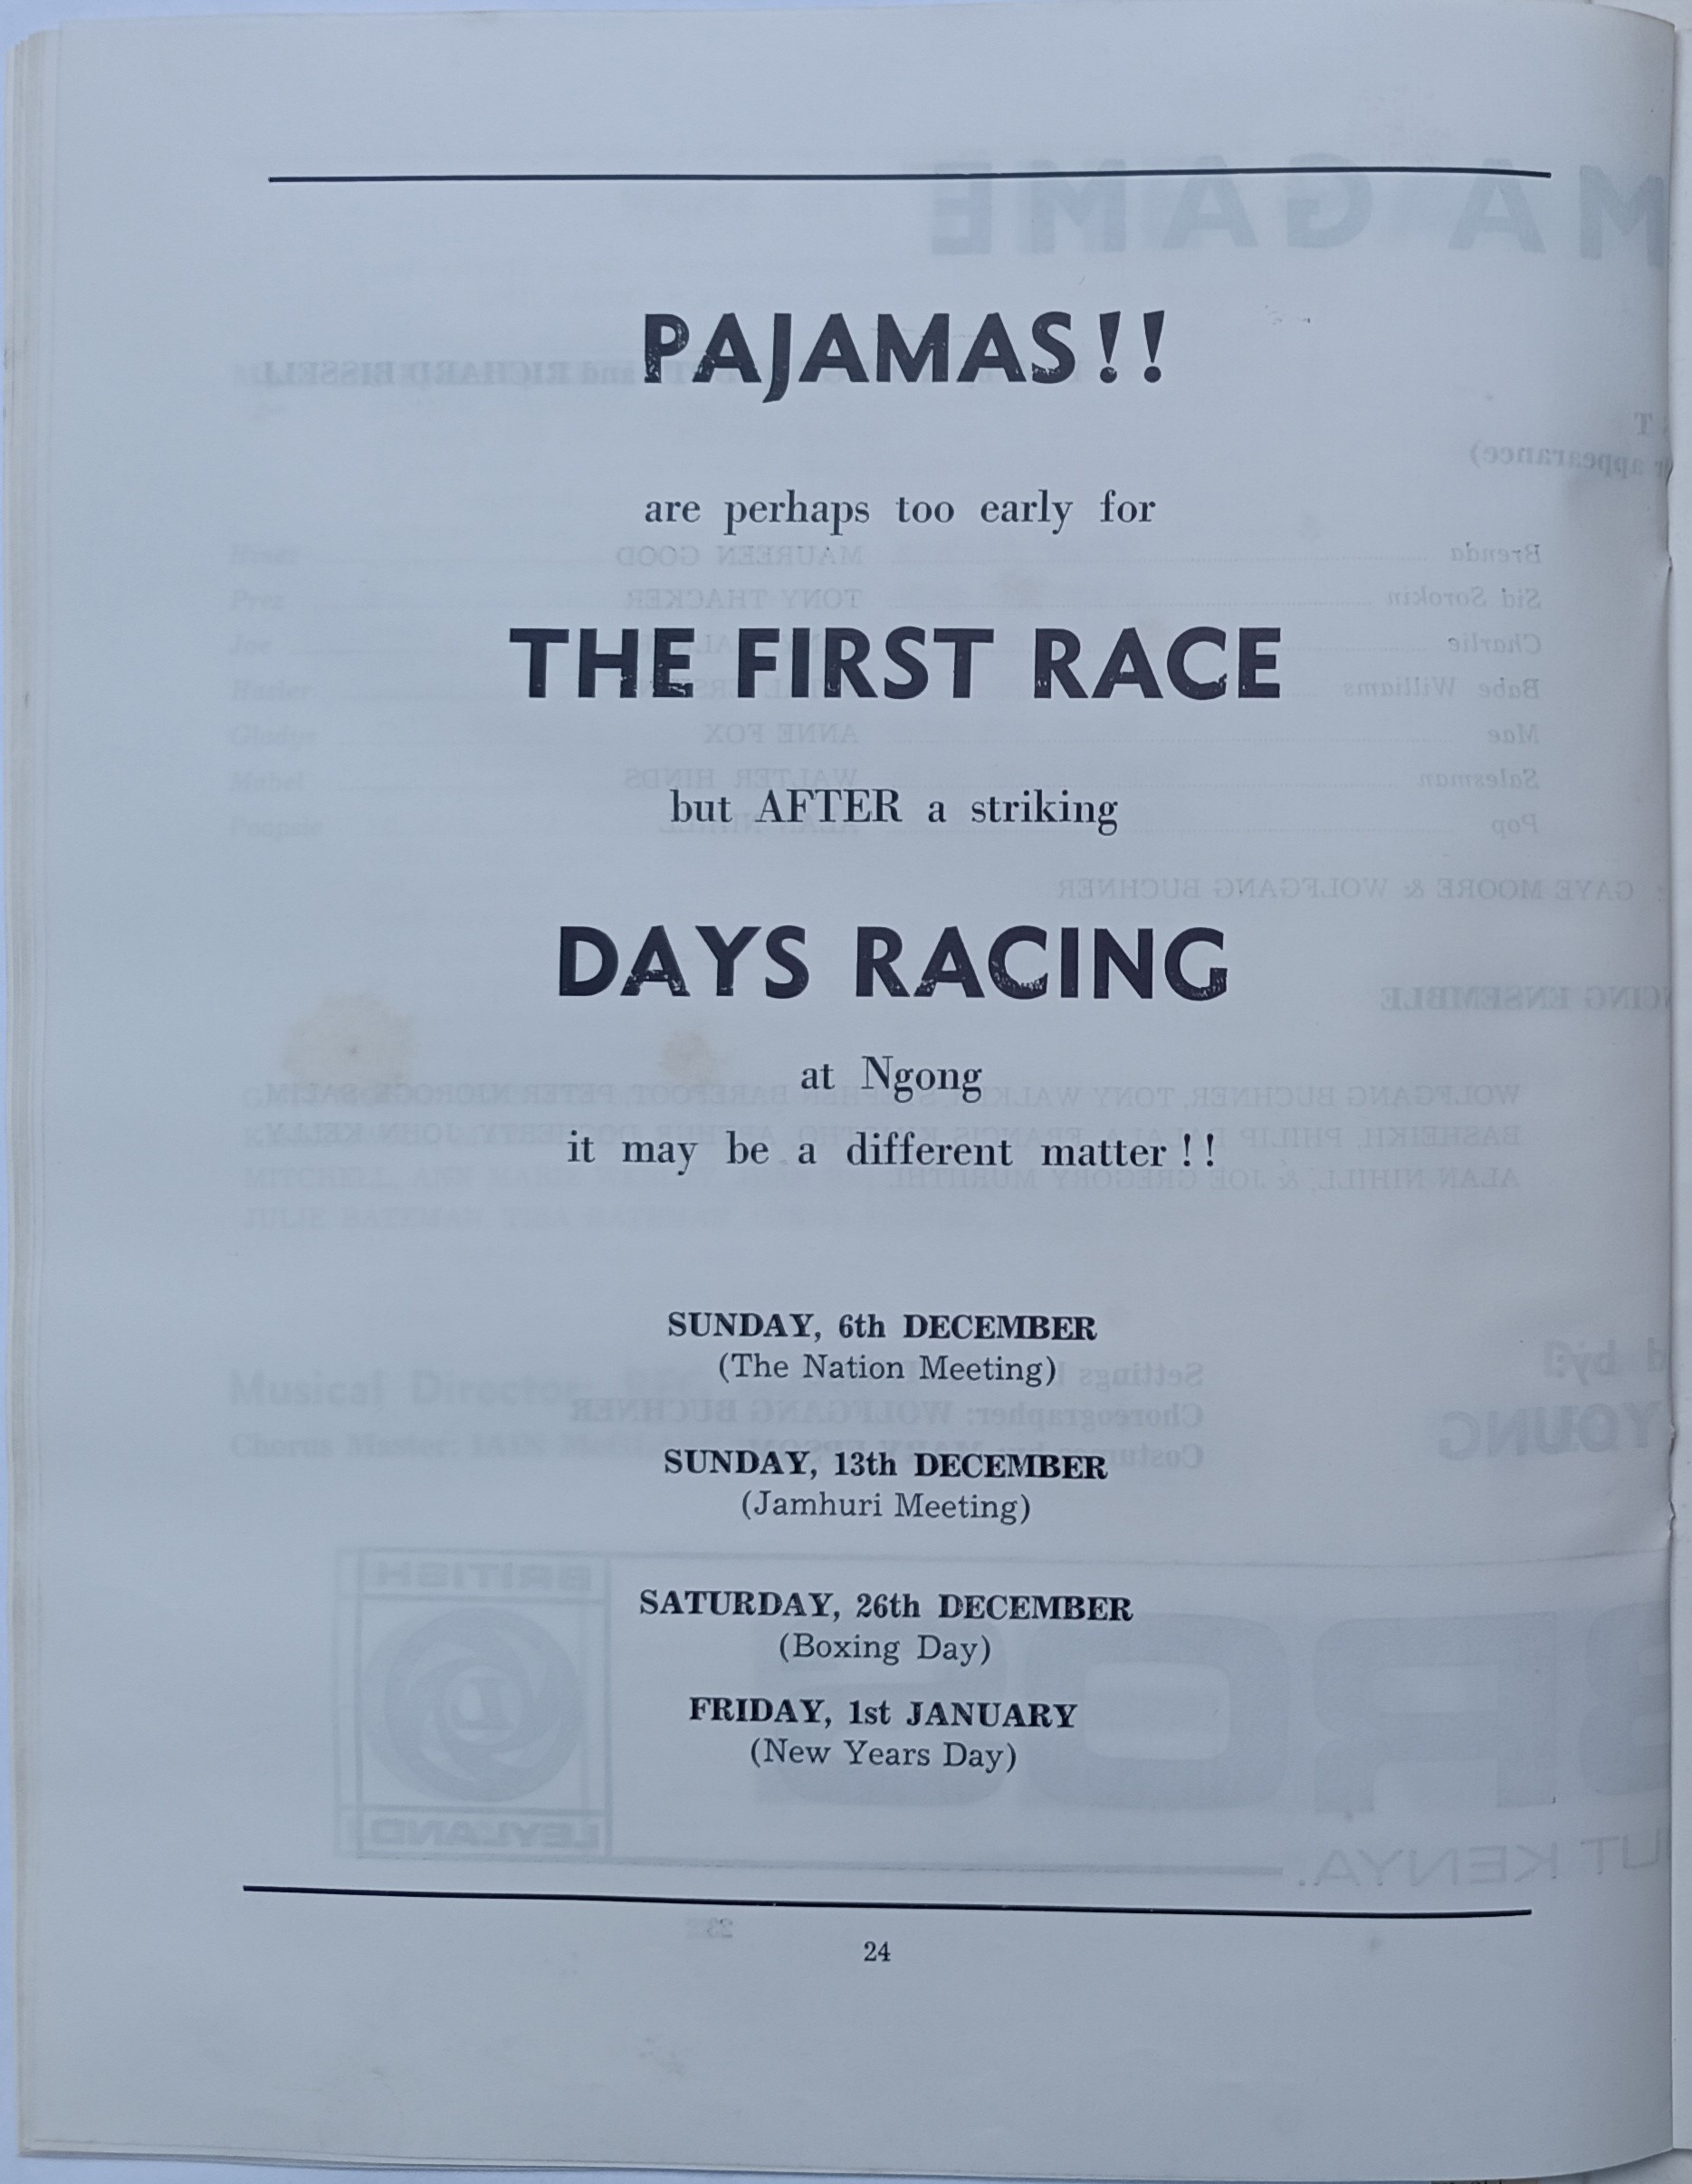 PAJAMAS!!
are perhaps too early for
THE FIRST RACE
but AFTER a striking
DAYS RACING
at Ngong
it may be a different matter!!
SUNDAY, 6th DECEMBER
(The Nation Meeting)
SUNDAY, 13th DECEMBER
(Jamhuri Meeting)
SATURDAY, 26th DECEMBER
(Boxing Day)
FRIDAY, 1st JANUARY
(New Years Day)
24